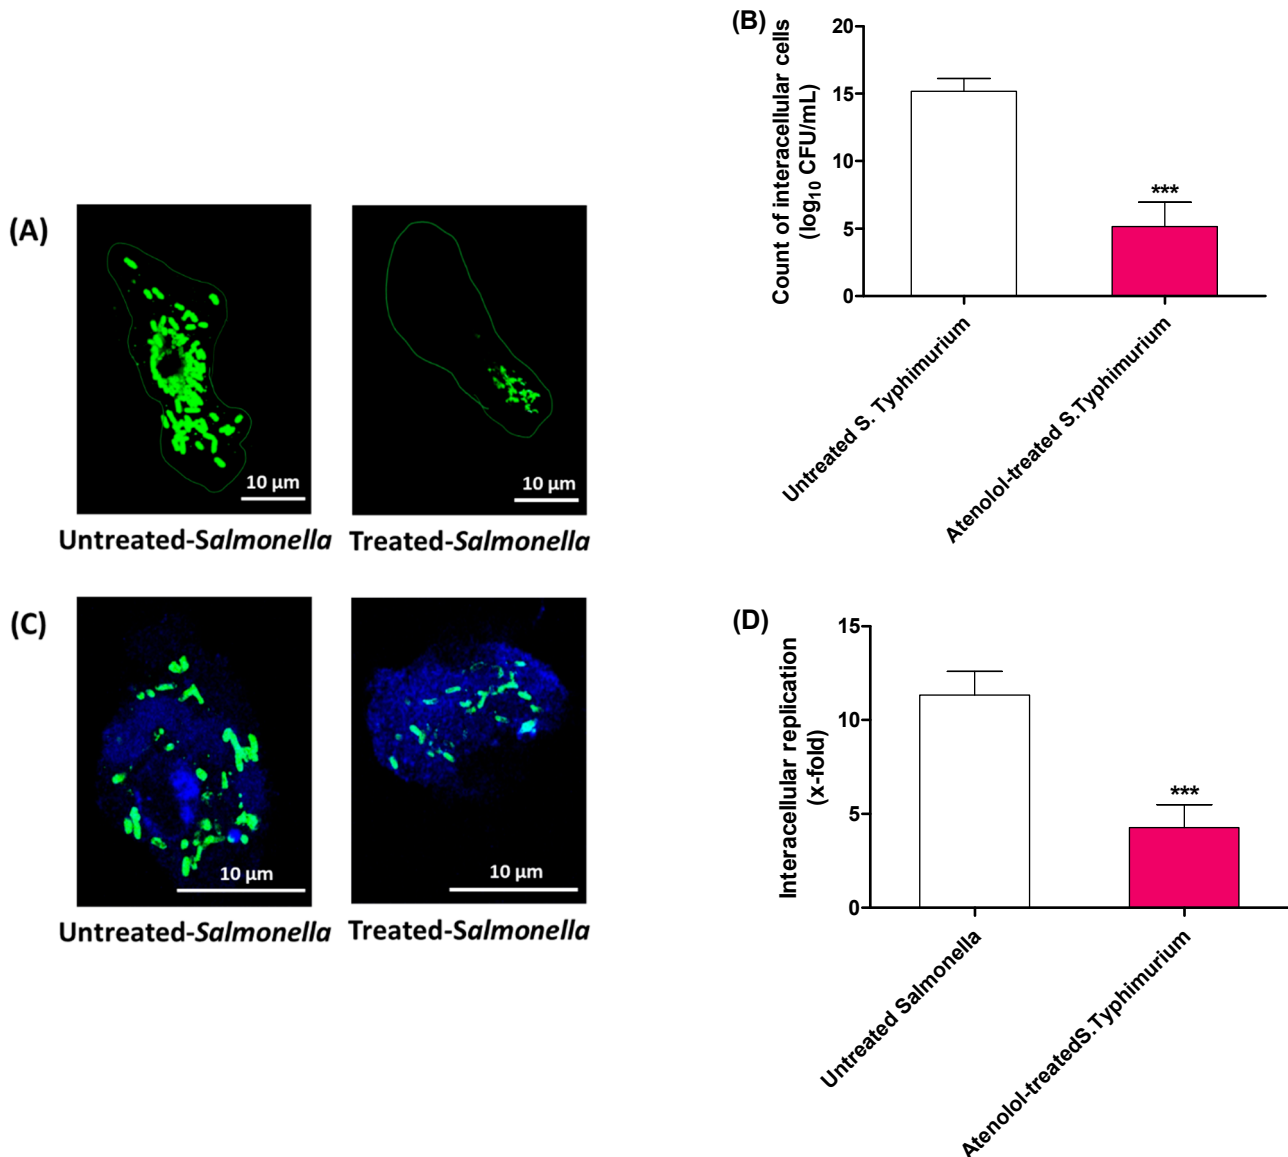 (A)
10 µm
10 µm
Untreated-Salmonella
Treated-Salmonella
(B)
Count of interacellular cells
(log₁₀ CFU/mL)
20
15
10
5
0
***
Untreated S. Typhimurium
Atenolol-treated S.Typhimurium
(C)
10 µm
10 µm
Untreated-Salmonella
Treated-Salmonella
(D)
Interacellular replication
(x-fold)
15
10
5
0
***
Untreated Salmonella
Atenolol-treatedS.Typhimurium